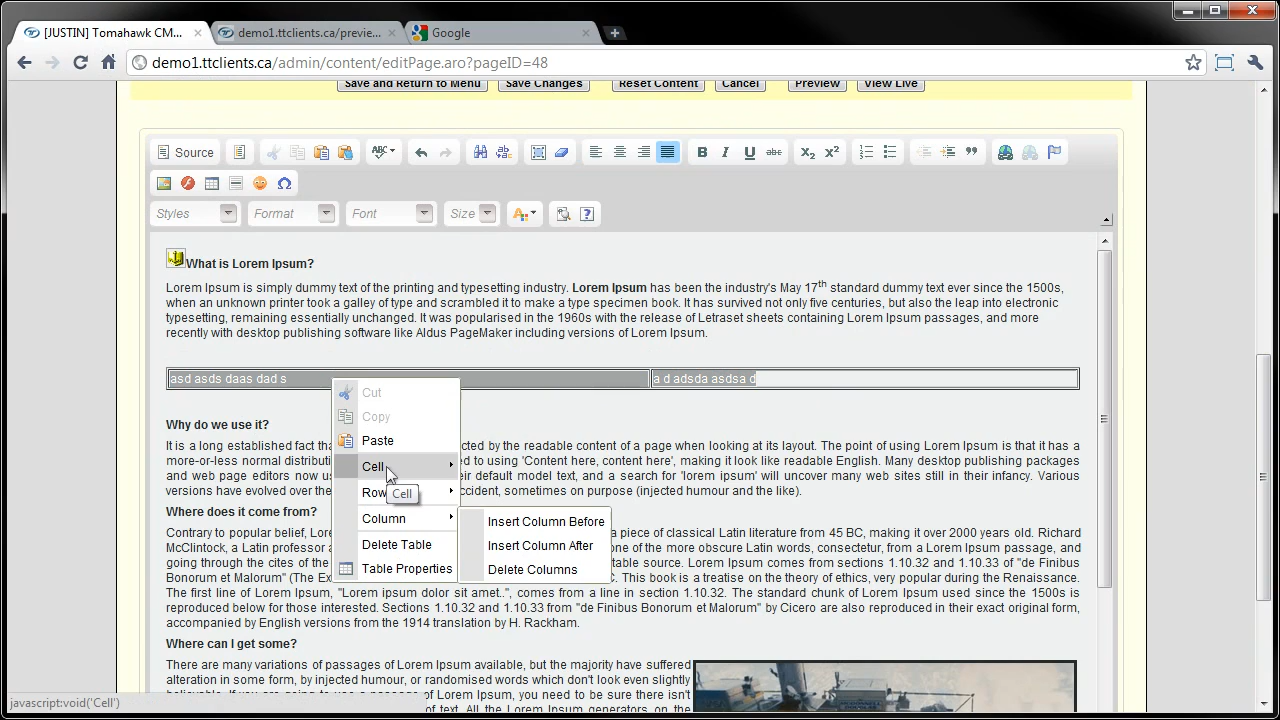 [JUSTIN] Tomahawk CM...
demo1.ttclients.ca/previe...
Google
demo1.ttclients.ca/admin/content/editPage.aro?pageID=48
Save and Return to Menu
Save Changes
Reset Content
Cancel
Preview
View Live
Source
ABC
B I U abc
X2 X2
Styles
Format
Font
Size
What is Lorem Ipsum?
Lorem Ipsum is simply dummy text of the printing and typesetting industry. Lorem Ipsum has been the industry's May 17th standard dummy text ever since the 1500s,
when an unknown printer took a galley of type and scrambled it to make a type specimen book. It has survived not only five centuries, but also the leap into electronic
typesetting, remaining essentially unchanged. It was popularised in the 1960s with the release of Letraset sheets containing Lorem Ipsum passages, and more
recently with desktop publishing software like Aldus PageMaker including versions of Lorem Ipsum.
asd asds daas dad s
a d adsda asdsa d
Cut
Copy
Paste
Cell
Row
Cell
Column
Delete Table
Table Properties
Insert Column Before
Insert Column After
Delete Columns
Why do we use it?
It is a long established fact tha cted by the readable content of a page when looking at its layout. The point of using Lorem Ipsum is that it has a
more-or-less normal distributi ed to using 'Content here, content here', making it look like readable English. Many desktop publishing packages
and web page editors now us eir default model text, and a search for 'lorem ipsum' will uncover many web sites still in their infancy. Various
versions have evolved over the ccident, sometimes on purpose (injected humour and the like).
Where does it come from?
Contrary to popular belief, Lor a piece of classical Latin literature from 45 BC, making it over 2000 years old. Richard
McClintock, a Latin professor a one of the more obscure Latin words, consectetur, from a Lorem Ipsum passage, and
going through the cites of the table source. Lorem Ipsum comes from sections 1.10.32 and 1.10.33 of "de Finibus
Bonorum et Malorum" (The Ex C. This book is a treatise on the theory of ethics, very popular during the Renaissance.
The first line of Lorem Ipsum, "Lorem ipsum dolor sit amet..", comes from a line in section 1.10.32. The standard chunk of Lorem Ipsum used since the 1500s is
reproduced below for those interested. Sections 1.10.32 and 1.10.33 from "de Finibus Bonorum et Malorum" by Cicero are also reproduced in their exact original form,
accompanied by English versions from the 1914 translation by H. Rackham.
Where can I get some?
There are many variations of passages of Lorem Ipsum available, but the majority have suffered
alteration in some form, by injected humour, or randomised words which don't look even slightly
of Lorem Ipsum, you need to be sure there isn't
of text. All the Lorem Ipsum generators on the
javascript:void('Cell')